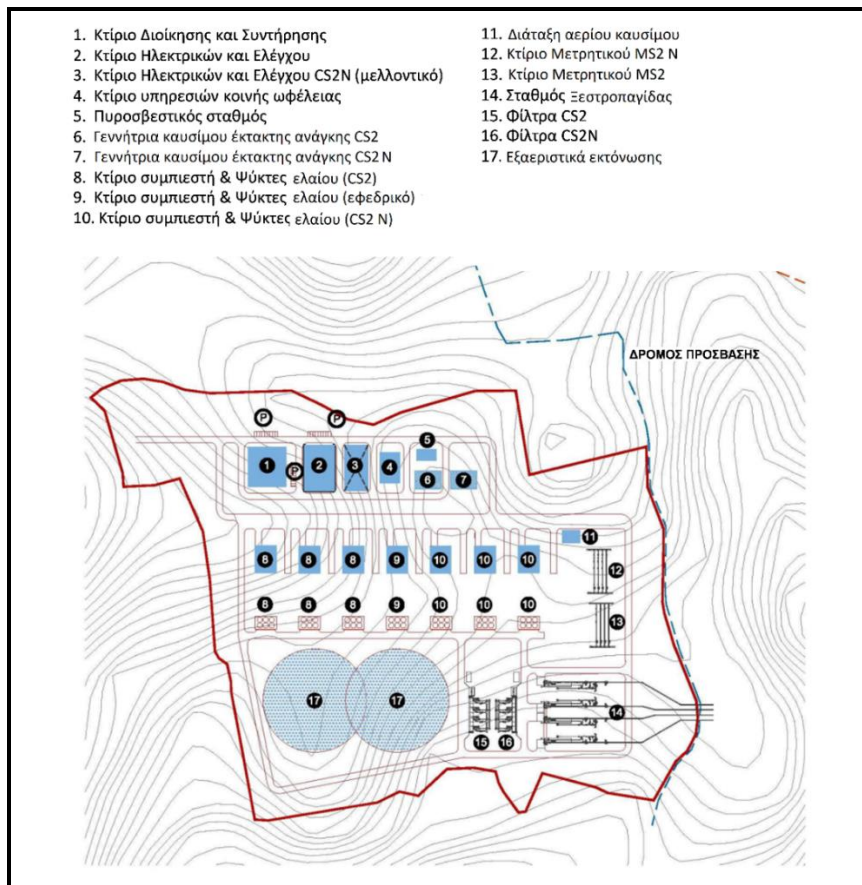 1. Κτίριο Διοίκησης και Συντήρησης
2. Κτίριο Ηλεκτρικών και Ελέγχου
3. Κτίριο Ηλεκτρικών και Ελέγχου CS2N (μελλοντικό)
4. Κτίριο υπηρεσιών κοινής ωφέλειας
5. Πυροσβεστικός σταθμός
6. Γεννήτρια καυσίμου έκτακτης ανάγκης CS2
7. Γεννήτρια καυσίμου έκτακτης ανάγκης CS2 N
8. Κτίριο συμπιεστή & Ψύκτες ελαίου (CS2)
9. Κτίριο συμπιεστή & Ψύκτες ελαίου (εφεδρικό)
10. Κτίριο συμπιεστή & Ψύκτες ελαίου (CS2 N)
11. Διάταξη αερίου καυσίμου
12. Κτίριο Μετρητικού MS2 N
13. Κτίριο Μετρητικού MS2
14. Σταθμός Ξεστροπαγίδας
15. Φίλτρα CS2
16. Φίλτρα CS2N
17. Εξαεριστικά εκτόνωσης
ΔΡΟΜΟΣ ΠΡΟΣΒΑΣΗΣ
P P
5
1 P 2 3 4 6 7
11
8 8 8 9 10 10 10 12
8 8 8 9 10 10 10 13
17 17 14
15 16